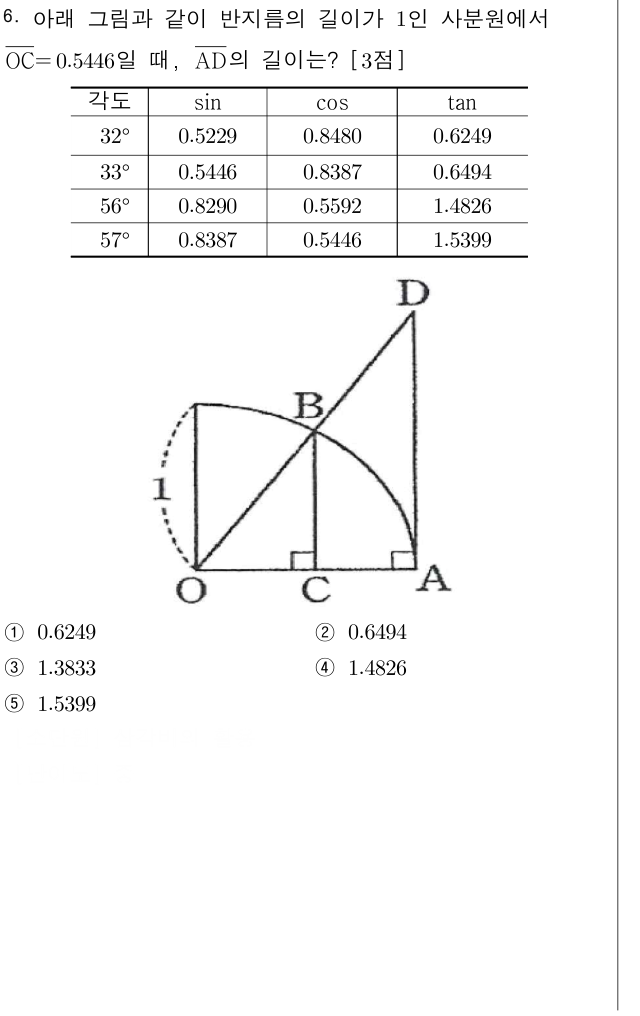 6. 아래 그림과 같이 반지름의 길이가 1인 사분원에서
OC=0.5446일 때, AD의 길이는? [3점]
각도 sin cos tan
32° 0.5229 0.8480 0.6249
33° 0.5446 0.8387 0.6494
56° 0.8290 0.5592 1.4826
57° 0.8387 0.5446 1.5399
D
B
1
O C A
① 0.6249 ② 0.6494
③ 1.3833 ④ 1.4826
⑤ 1.5399